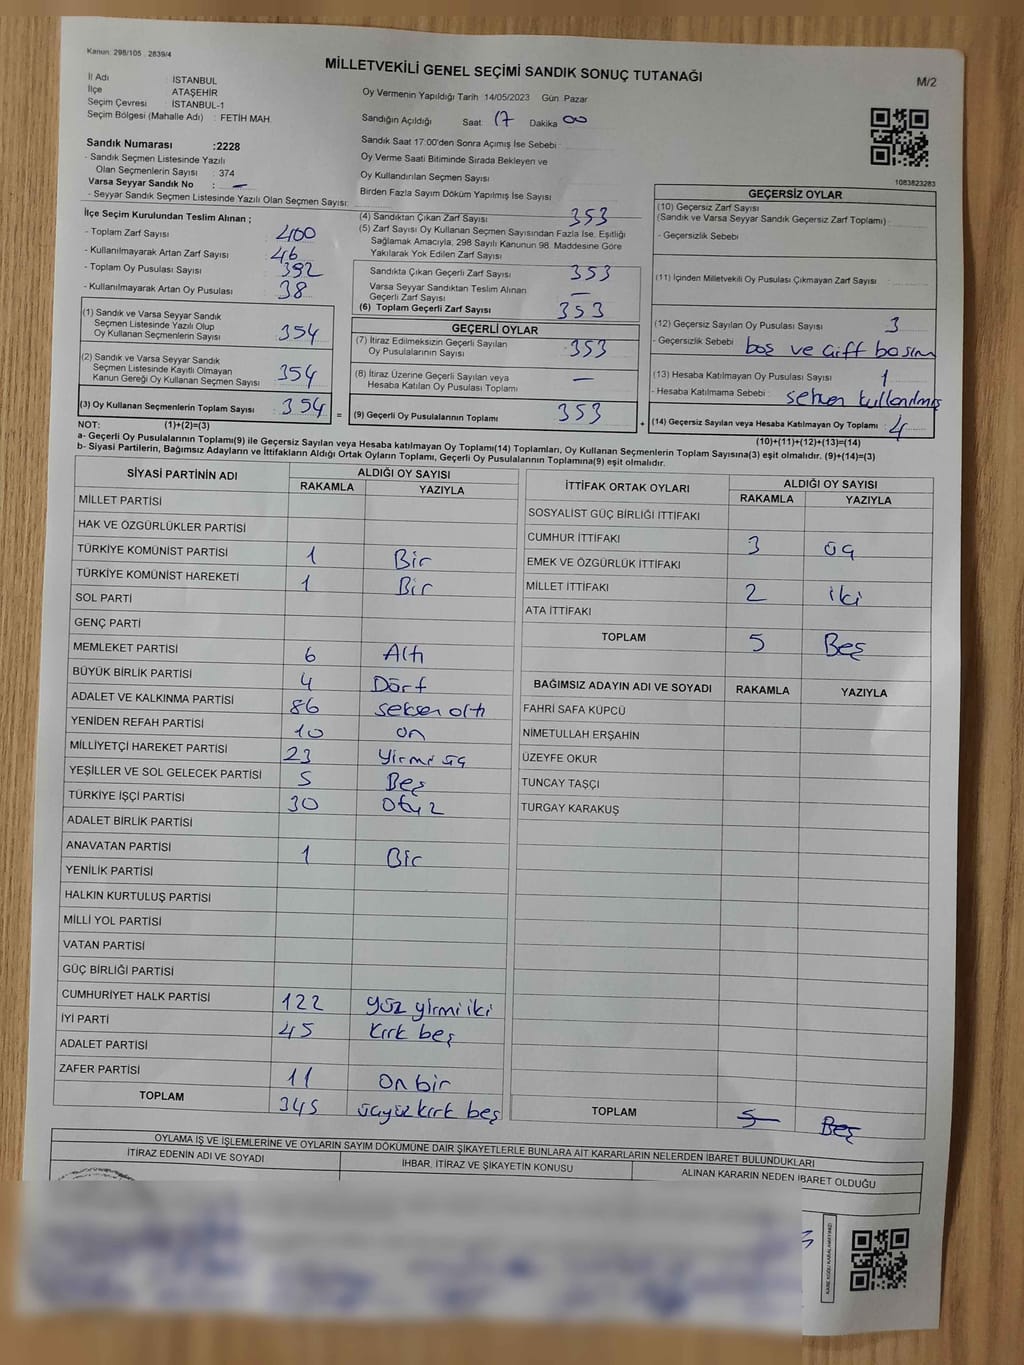 Kanun: 298/105 2839/4
MİLLETVEKİLİ GENEL SEÇİMİ SANDIK SONUÇ TUTANAĞI
M/2
İl Adı : İSTANBUL
İlçe : ATAŞEHİR
Seçim Çevresi : İSTANBUL-1
Seçim Bölgesi (Mahalle Adı) : FETİH MAH.
Sandık Numarası :2228
- Sandık Seçmen Listesinde Yazılı
Olan Seçmenlerin Sayısı : 374
Varsa Seyyar Sandık No : —
- Seyyar Sandık Seçmen Listesinde Yazılı Olan Seçmen Sayısı:
Oy Vermenin Yapıldığı Tarih 14/05/2023 Gün Pazar
Sandığın Açıldığı Saat 17 Dakika 00
Sandık Saat 17:00'den Sonra Açımış İse Sebebi
Oy Verme Saati Bitiminde Sırada Bekleyen ve
Oy Kullandırılan Seçmen Sayısı
Birden Fazla Sayım Döküm Yapılmış İse Sayısı
1083823283
İlçe Seçim Kurulundan Teslim Alınan ;
- Toplam Zarf Sayısı 400
- Kullanılmayarak Artan Zarf Sayısı 46
- Toplam Oy Pusulası Sayısı 392
- Kullanılmayarak Artan Oy Pusulası 38
(1) Sandık ve Varsa Seyyar Sandık
Seçmen Listesinde Yazılı Olup
Oy Kullanan Seçmenlerin Sayısı 354
(2) Sandık ve Varsa Seyyar Sandık
Seçmen Listesinde Kayıtlı Olmayan
Kanun Gereği Oy Kullanan Seçmen Sayısı 354
(3) Oy Kullanan Seçmenlerin Toplam Sayısı 354
(4) Sandıktan Çıkan Zarf Sayısı 353
(5) Zarf Sayısı Oy Kullanan Seçmen Sayısından Fazla İse, Eşitliği
Sağlamak Amacıyla, 298 Sayılı Kanunun 98. Maddesine Göre
Yakılarak Yok Edilen Zarf Sayısı
Sandıkta Çıkan Geçerli Zarf Sayısı 353
Varsa Seyyar Sandıktan Teslim Alınan
Geçerli Zarf Sayısı —
(6) Toplam Geçerli Zarf Sayısı 353
GEÇERLİ OYLAR
(7) İtiraz Edilmeksizin Geçerli Sayılan
Oy Pusulalarının Sayısı 353
(8) İtiraz Üzerine Geçerli Sayılan veya
Hesaba Katılan Oy Pusulası Toplamı —
= (9) Geçerli Oy Pusulalarının Toplamı 353 +
GEÇERSİZ OYLAR
(10) Geçersiz Zarf Sayısı
(Sandık ve Varsa Seyyar Sandık Geçersiz Zarf Toplamı)
- Geçersizlik Sebebi
(11) İçinden Milletvekili Oy Pusulası Çıkmayan Zarf Sayısı
(12) Geçersiz Sayılan Oy Pusulası Sayısı 3
- Geçersizlik Sebebi boş ve çift basım
(13) Hesaba Katılmayan Oy Pusulası Sayısı 1
- Hesaba Katılmama Sebebi : sehven kullanılmış
(14) Geçersiz Sayılan veya Hesaba Katılmayan Oy Toplamı 4
NOT: (1)+(2)=(3)
(10)+(11)+(12)+(13)=(14)
a- Geçerli Oy Pusulalarının Toplamı(9) ile Geçersiz Sayılan veya Hesaba katılmayan Oy Toplamı(14) Toplamları, Oy Kullanan Seçmenlerin Toplam Sayısına(3) eşit olmalıdır. (9)+(14)=(3)
b- Siyasi Partilerin, Bağımsız Adayların ve İttifakların Aldığı Ortak Oyların Toplamı, Geçerli Oy Pusulalarının Toplamına(9) eşit olmalıdır.
SİYASİ PARTİNİN ADI ALDIĞI OY SAYISI
RAKAMLA YAZIYLA
MİLLET PARTİSİ
HAK VE ÖZGÜRLÜKLER PARTİSİ
TÜRKİYE KOMÜNİST PARTİSİ 1 Bir
TÜRKİYE KOMÜNİST HAREKETİ 1 Bir
SOL PARTİ
GENÇ PARTİ
MEMLEKET PARTİSİ 6 Altı
BÜYÜK BİRLİK PARTİSİ 4 Dört
ADALET VE KALKINMA PARTİSİ 86 seksen altı
YENİDEN REFAH PARTİSİ 10 on
MİLLİYETÇİ HAREKET PARTİSİ 23 yirmi üç
YEŞİLLER VE SOL GELECEK PARTİSİ 5 Beş
TÜRKİYE İŞÇİ PARTİSİ 30 otuz
ADALET BİRLİK PARTİSİ
ANAVATAN PARTİSİ 1 Bir
YENİLİK PARTİSİ
HALKIN KURTULUŞ PARTİSİ
MİLLİ YOL PARTİSİ
VATAN PARTİSİ
GÜÇ BİRLİĞİ PARTİSİ
CUMHURİYET HALK PARTİSİ 122 yüz yirmi iki
İYİ PARTİ 45 kırk beş
ADALET PARTİSİ
ZAFER PARTİSİ 11 On bir
TOPLAM 345 üçyüz kırk beş
İTTİFAK ORTAK OYLARI ALDIĞI OY SAYISI
RAKAMLA YAZIYLA
SOSYALİST GÜÇ BİRLİĞİ İTTİFAKI
CUMHUR İTTİFAKI 3 üç
EMEK VE ÖZGÜRLÜK İTTİFAKI
MİLLET İTTİFAKI 2 iki
ATA İTTİFAKI
TOPLAM 5 Beş
BAĞIMSIZ ADAYIN ADI VE SOYADI RAKAMLA YAZIYLA
FAHRİ SAFA KÜPCÜ
NİMETULLAH ERŞAHİN
ÜZEYFE OKUR
TUNCAY TAŞÇI
TURGAY KARAKUŞ
TOPLAM 5 Beş
OYLAMA İŞ VE İŞLEMLERİNE VE OYLARIN SAYIM DÖKÜMÜNE DAİR ŞİKAYETLERLE BUNLARA AİT KARARLARIN NELERDEN İBARET BULUNDUKLARI
İTİRAZ EDENİN ADI VE SOYADI İHBAR, İTİRAZ VE ŞİKAYETİN KONUSU ALINAN KARARIN NEDEN İBARET OLDUĞU